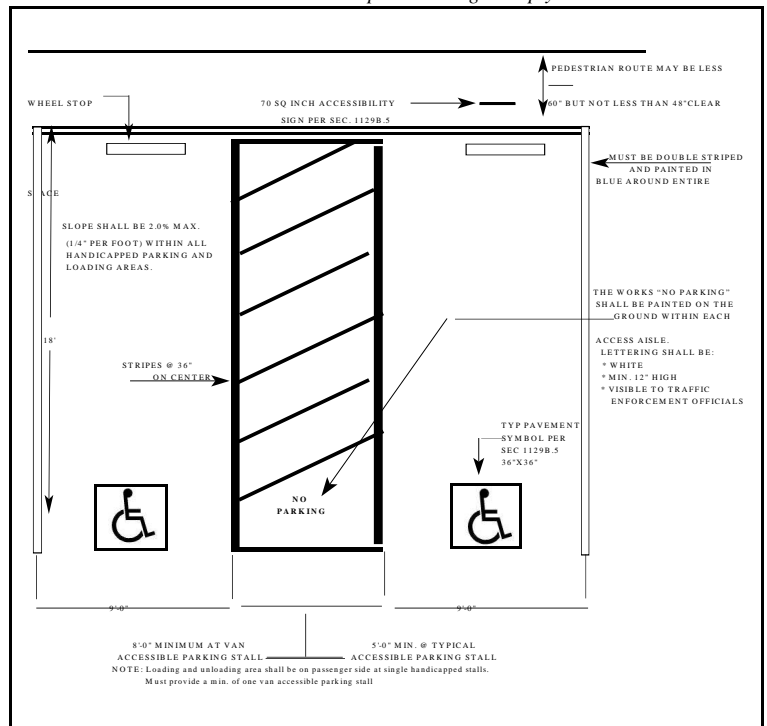 PEDESTRIAN ROUTE MAY BE LESS
60" BUT NOT LESS THAN 48"CLEAR
WHEEL STOP
70 SQ INCH ACCESSIBILITY
SIGN PER SEC. 1129B.5
MUST BE DOUBLE STRIPED
AND PAINTED IN
BLUE AROUND ENTIRE
SPACE
SLOPE SHALL BE 2.0% MAX.
(1/4" PER FOOT) WITHIN ALL
HANDICAPPED PARKING AND
LOADING AREAS.
THE WORKS “NO PARKING”
SHALL BE PAINTED ON THE
GROUND WITHIN EACH
ACCESS AISLE.
LETTERING SHALL BE:
* WHITE
* MIN. 12" HIGH
* VISIBLE TO TRAFFIC
ENFORCEMENT OFFICIALS
18'
STRIPES @ 36"
ON CENTER
TYP PAVEMENT
SYMBOL PER
SEC 1129B.5
36"X36"
NO
PARKING
9'-0"
9'-0"
8'-0" MINIMUM AT VAN
ACCESSIBLE PARKING STALL
5'-0" MIN. @ TYPICAL
ACCESSIBLE PARKING STALL
NOTE: Loading and unloading area shall be on passenger side at single handicapped stalls.
Must provide a min. of one van accessible parking stall